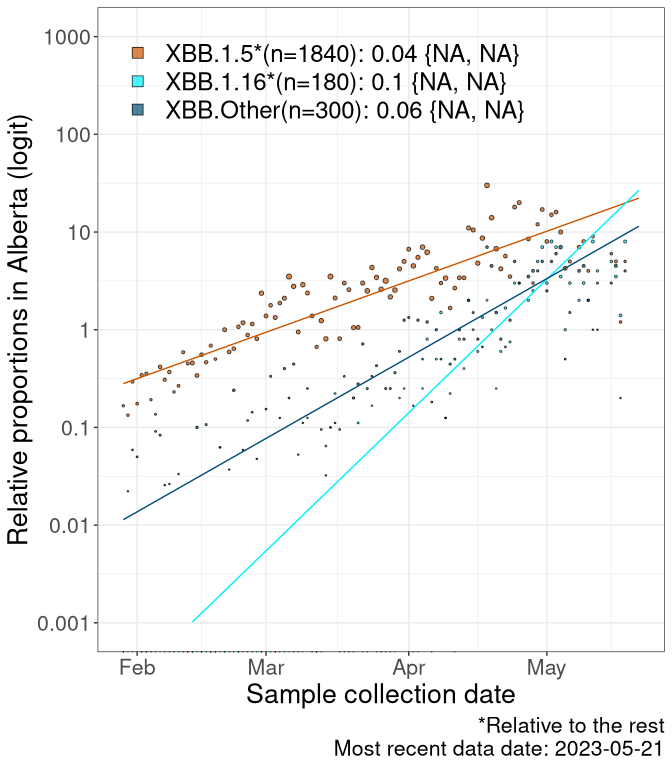 1000
100
10
1
0.1
0.01
0.001
Relative proportions in Alberta (logit)
XBB.1.5*(n=1840): 0.04 {NA, NA}
XBB.1.16*(n=180): 0.1 {NA, NA}
XBB.Other(n=300): 0.06 {NA, NA}
Feb Mar Apr May
Sample collection date
*Relative to the rest
Most recent data date: 2023-05-21